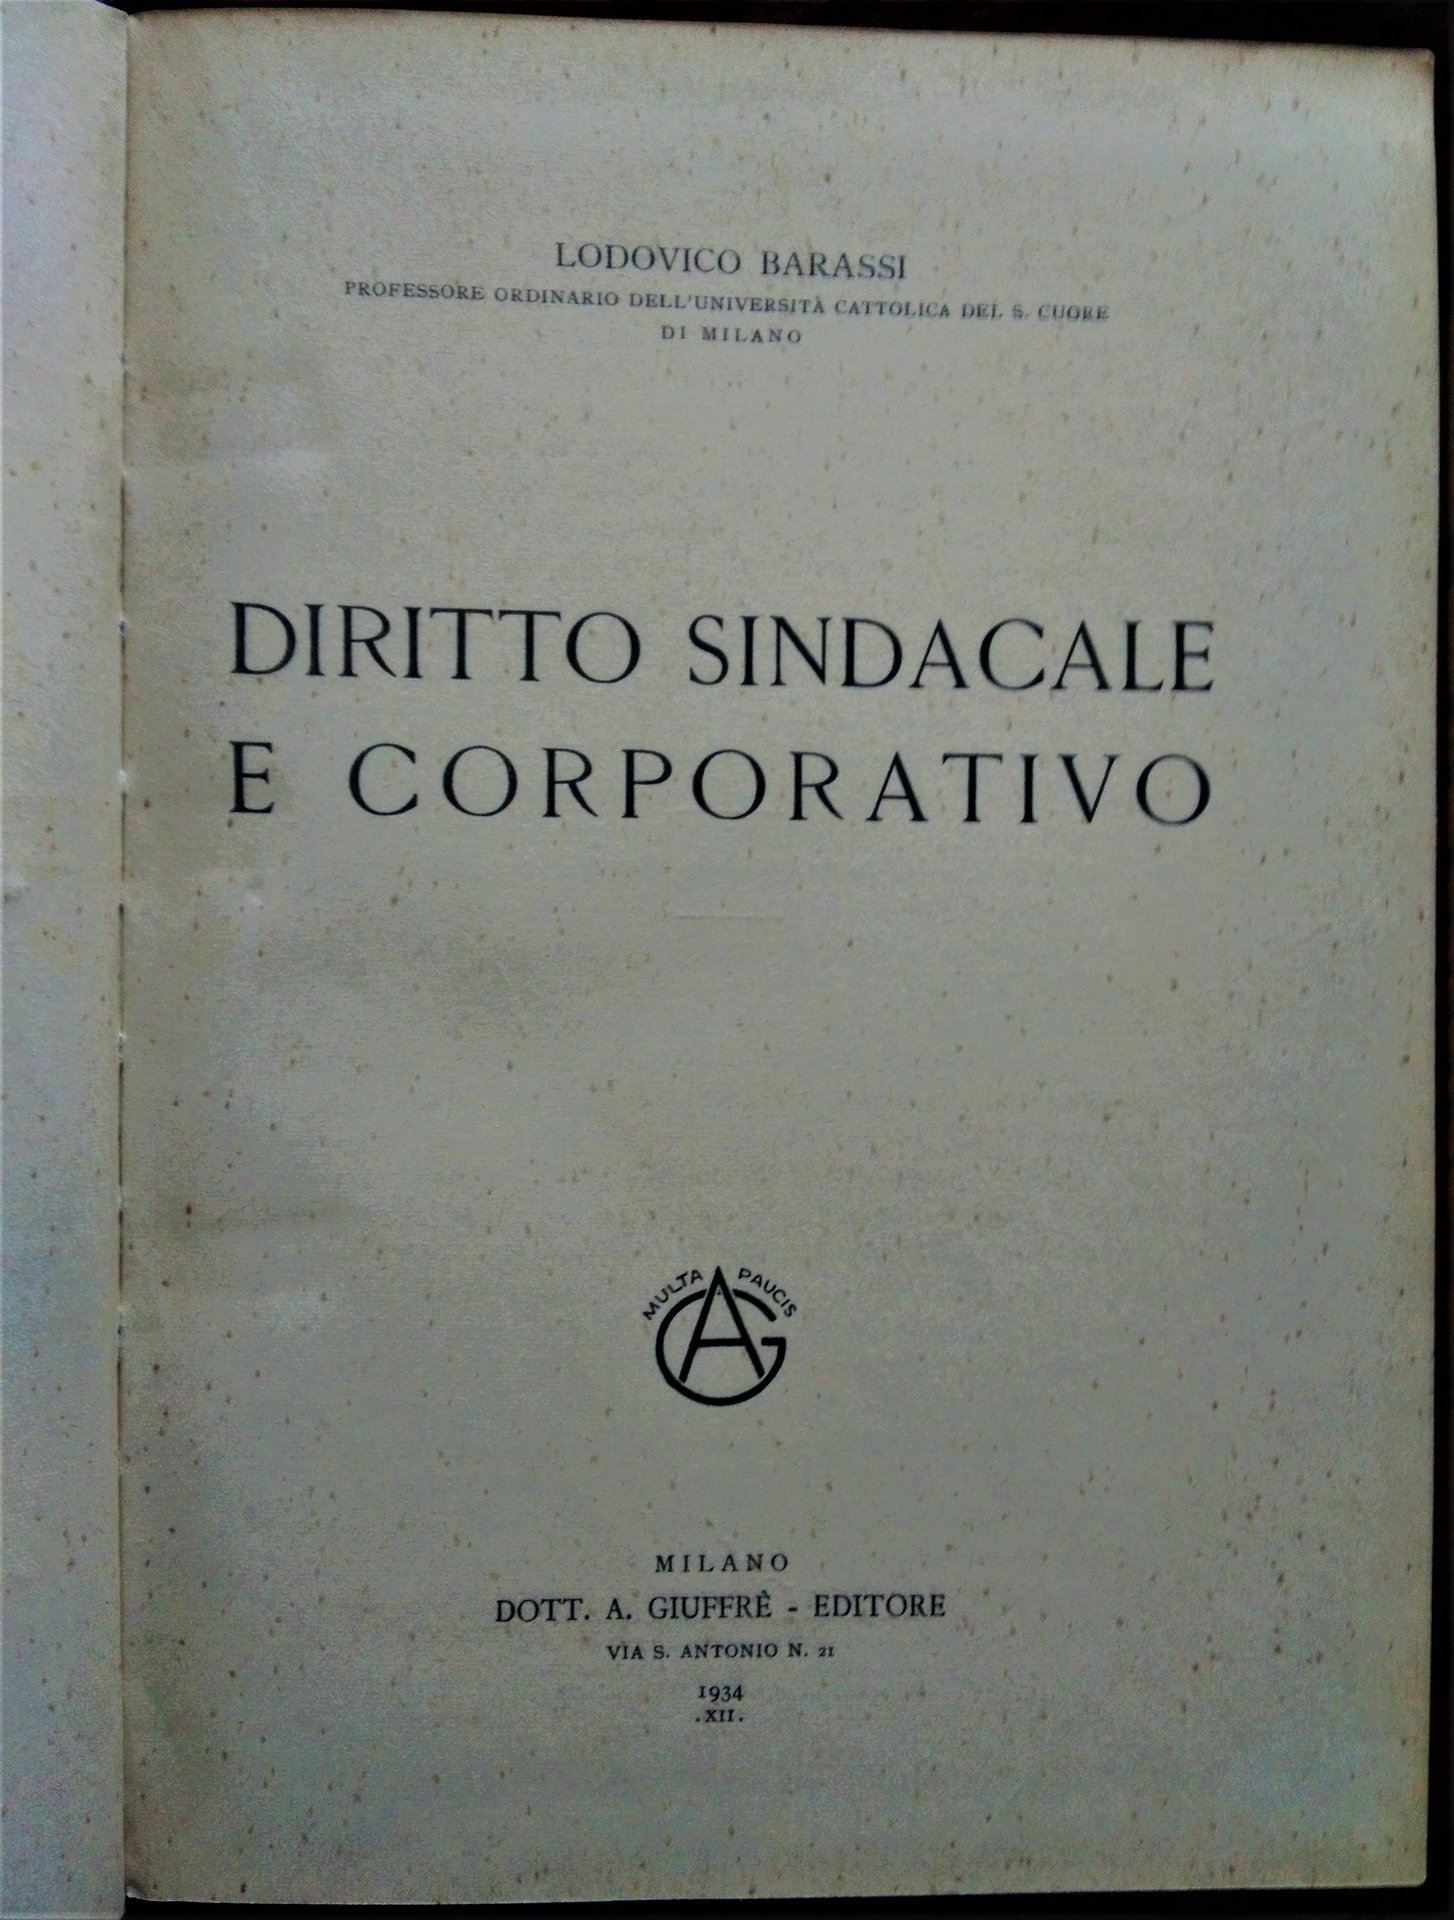 LODOVICO BARASSI
PROFESSORE ORDINARIO DELL'UNIVERSITÀ CATTOLICA DEL S. CUORE
DI MILANO
DIRITTO SINDACALE
E CORPORATIVO
MULTA PAUCIS
AG
MILANO
DOTT. A. GIUFFRÈ - EDITORE
VIA S. ANTONIO N. 21
1934
.XII.